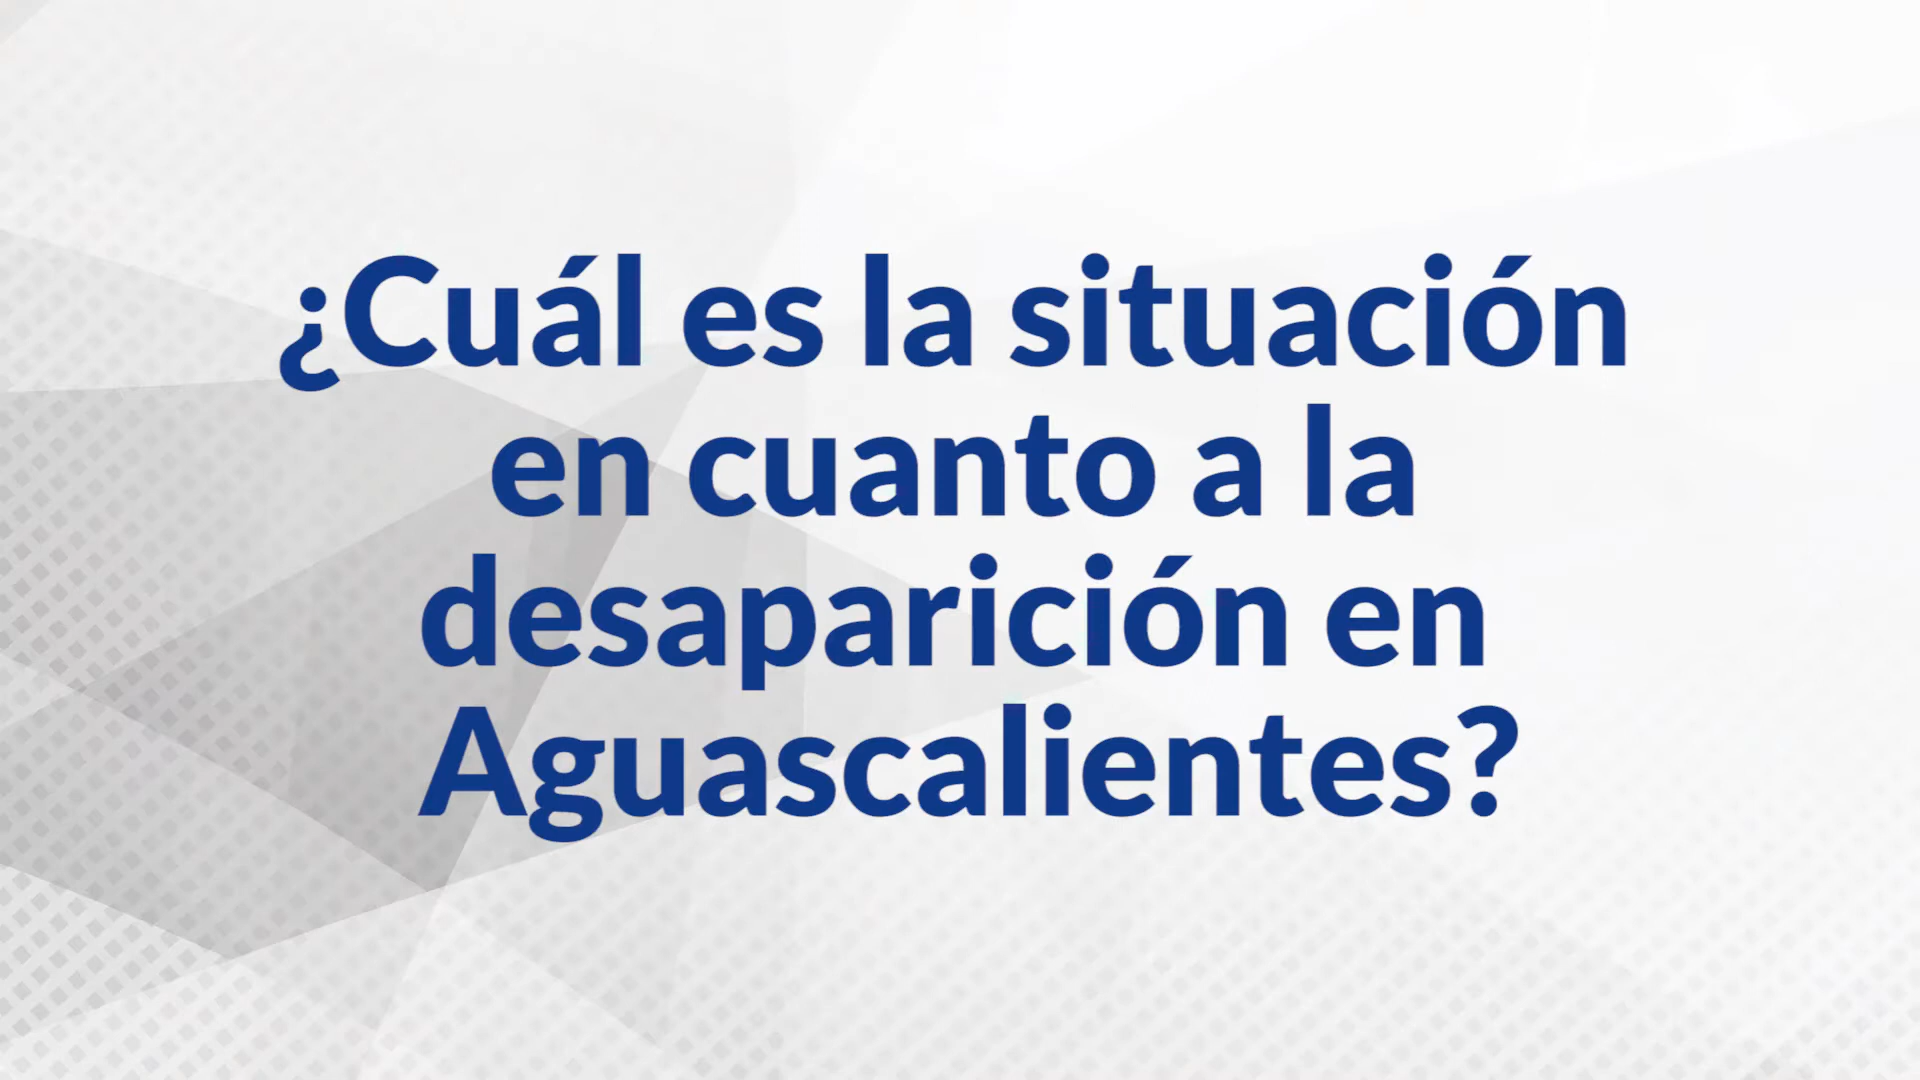 ¿Cuál es la situación
en cuanto a la
desaparición en
Aguascalientes?